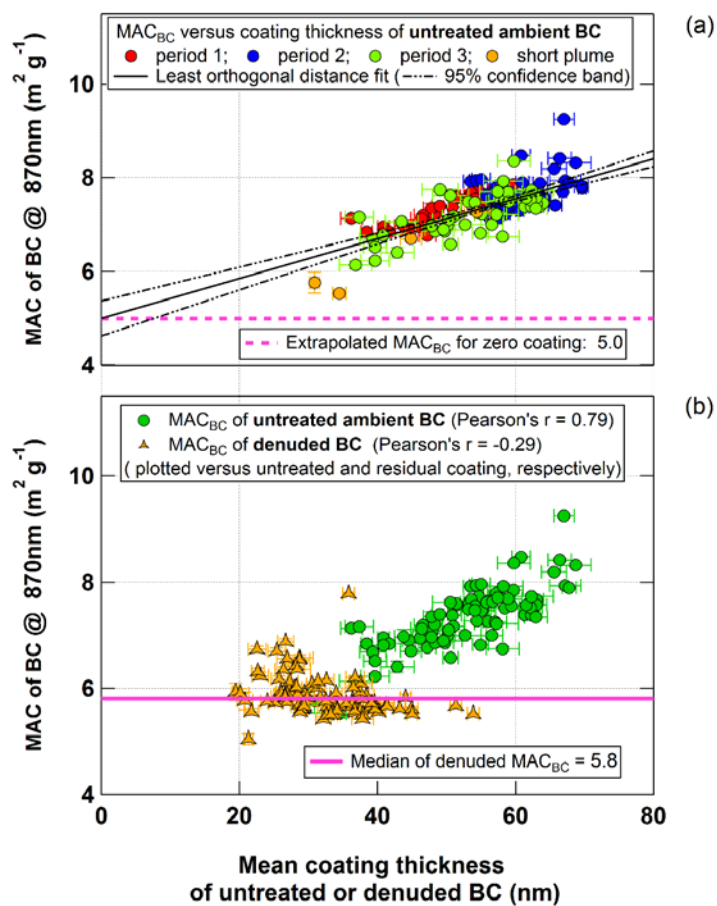 (a)
MAC_BC versus coating thickness of untreated ambient BC
period 1; period 2; period 3; short plume
Least orthogonal distance fit ( 95% confidence band)
10
8
6
4
MAC of BC @ 870nm (m² g⁻¹)
Extrapolated MAC_BC for zero coating: 5.0
(b)
MAC_BC of untreated ambient BC (Pearson's r = 0.79)
MAC_BC of denuded BC (Pearson's r = -0.29)
( plotted versus untreated and residual coating, respectively)
10
8
6
4
MAC of BC @ 870nm (m² g⁻¹)
Median of denuded MAC_BC = 5.8
0 20 40 60 80
Mean coating thickness
of untreated or denuded BC (nm)